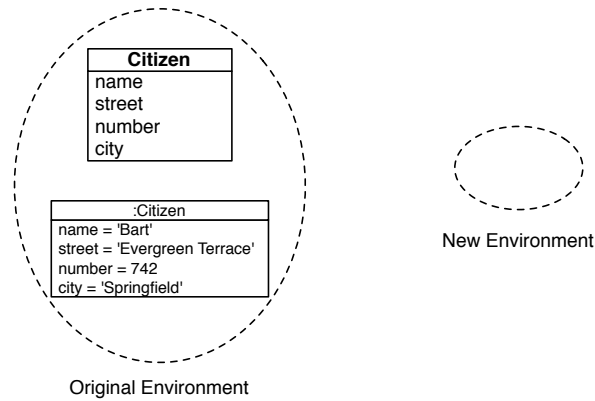 Citizen
name
street
number
city
:Citizen
name = 'Bart'
street = 'Evergreen Terrace'
number = 742
city = 'Springfield'
Original Environment
New Environment